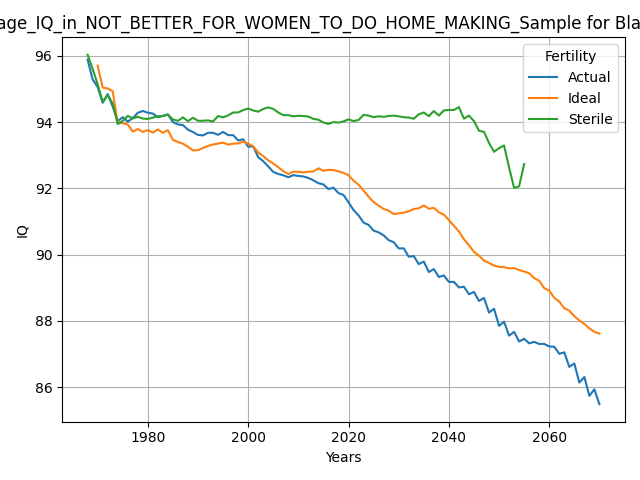 age_IQ_in_NOT_BETTER_FOR_WOMEN_TO_DO_HOME_MAKING_Sample for Bla
Fertility
Actual
Ideal
Sterile
96
94
92
90
88
86
IQ
1980
2000
2020
2040
2060
Years